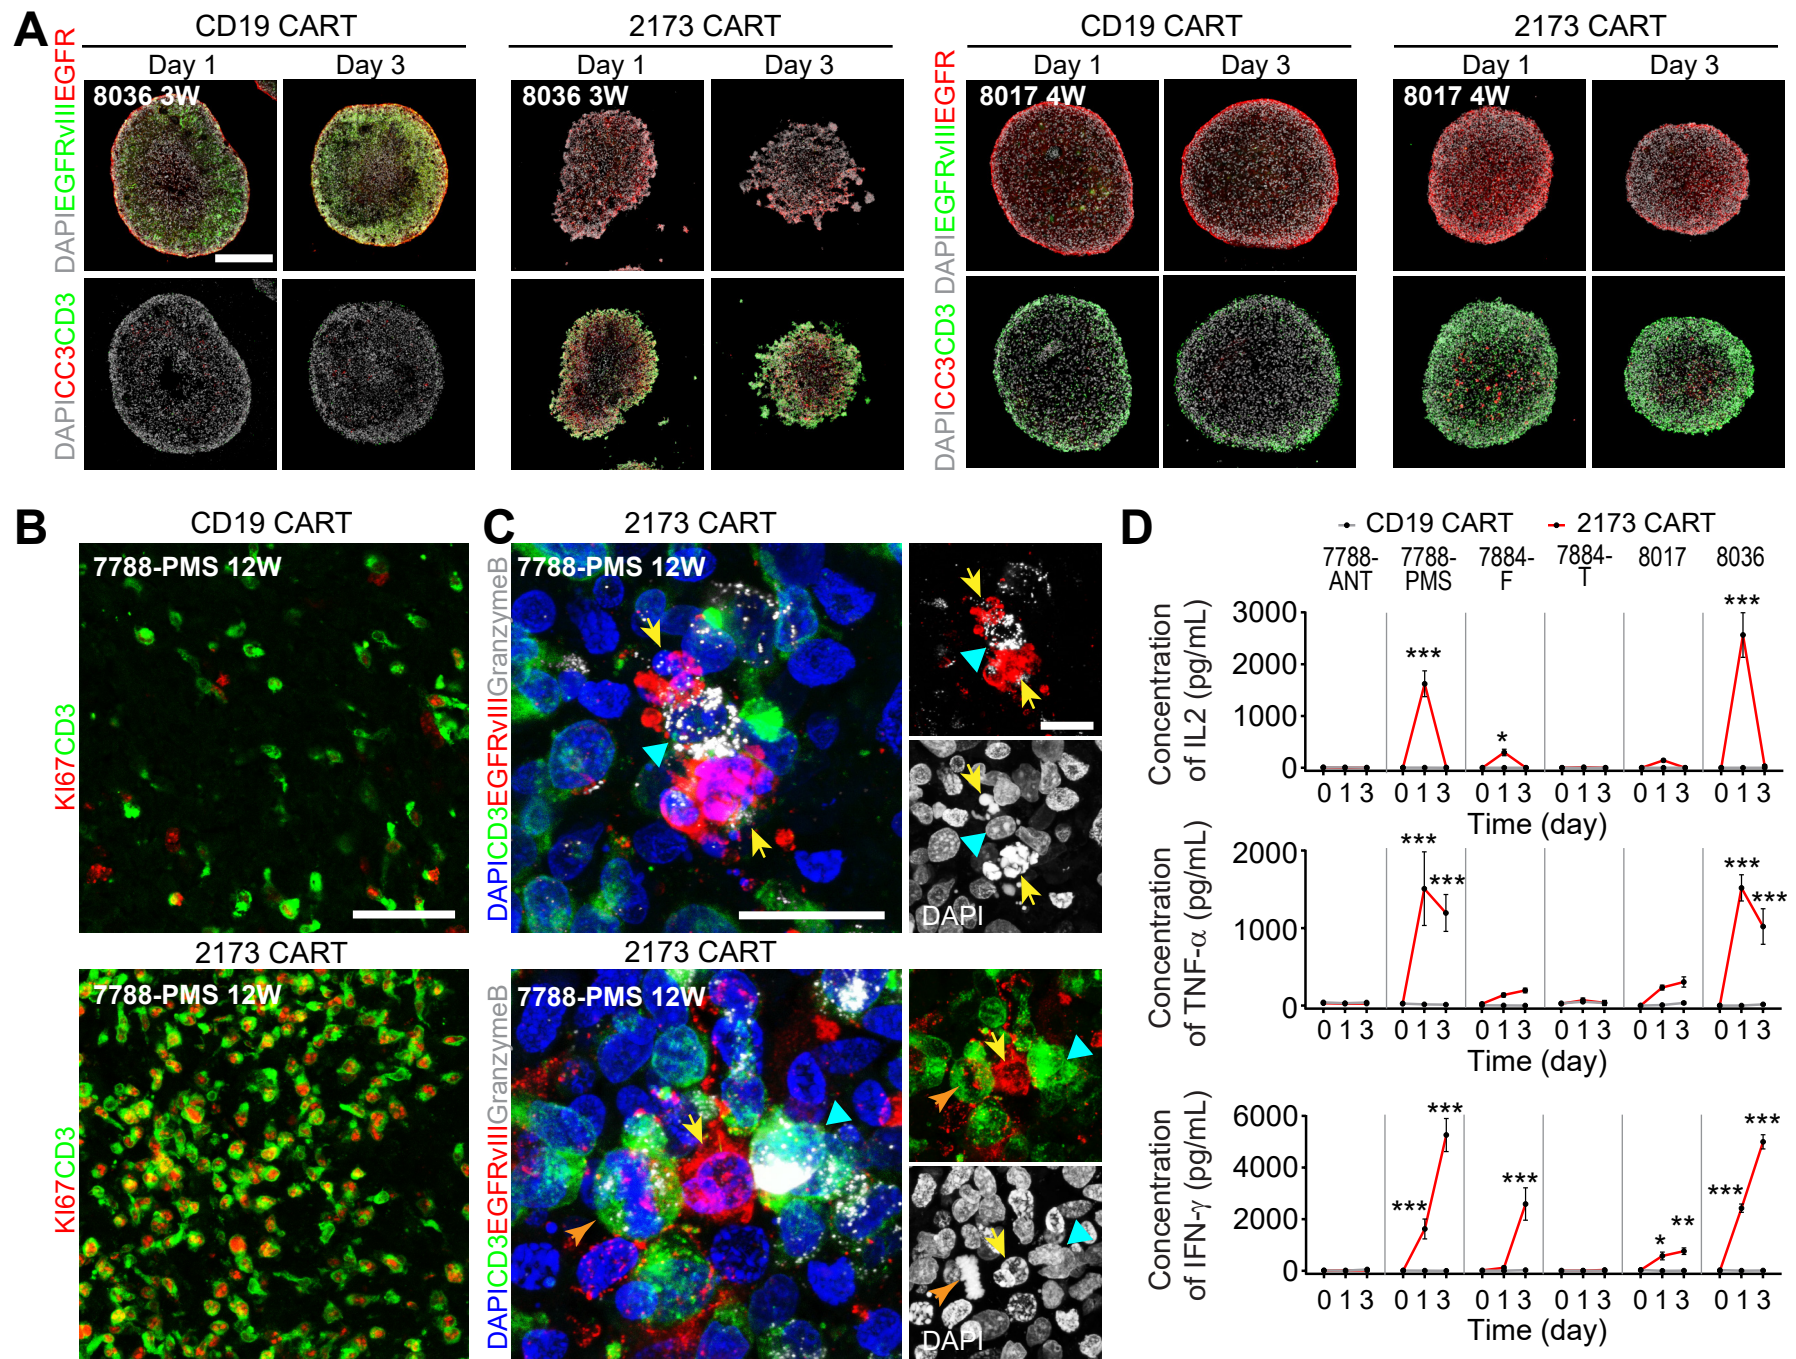 A
CD19 CART
2173 CART
CD19 CART
2173 CART
Day 1
Day 3
Day 1
Day 3
Day 1
Day 3
Day 1
Day 3
DAPIEGFRvIIIEGFR
8036 3W
8036 3W
DAPIEGFRvIIIEGFR
8017 4W
8017 4W
DAPICC3CD3
DAPICC3CD3
B
CD19 CART
KI67CD3
7788-PMS 12W
2173 CART
KI67CD3
7788-PMS 12W
C
2173 CART
DAPICD3EGFRvIIIGranzymeB
7788-PMS 12W
DAPI
2173 CART
DAPICD3EGFRvIIIGranzymeB
7788-PMS 12W
DAPI
D
CD19 CART
2173 CART
7788-
ANT
7788-
PMS
7884-
F
7884-
T
8017
8036
Concentration
of IL2 (pg/mL)
3000
2000
1000
0
***
*
***
0 1 3 0 1 3 0 1 3 0 1 3 0 1 3 0 1 3
Time (day)
Concentration
of TNF-α (pg/mL)
2000
1000
0
***
***
***
***
0 1 3 0 1 3 0 1 3 0 1 3 0 1 3 0 1 3
Time (day)
Concentration
of IFN-γ (pg/mL)
6000
4000
2000
0
***
***
***
*
**
***
***
0 1 3 0 1 3 0 1 3 0 1 3 0 1 3 0 1 3
Time (day)